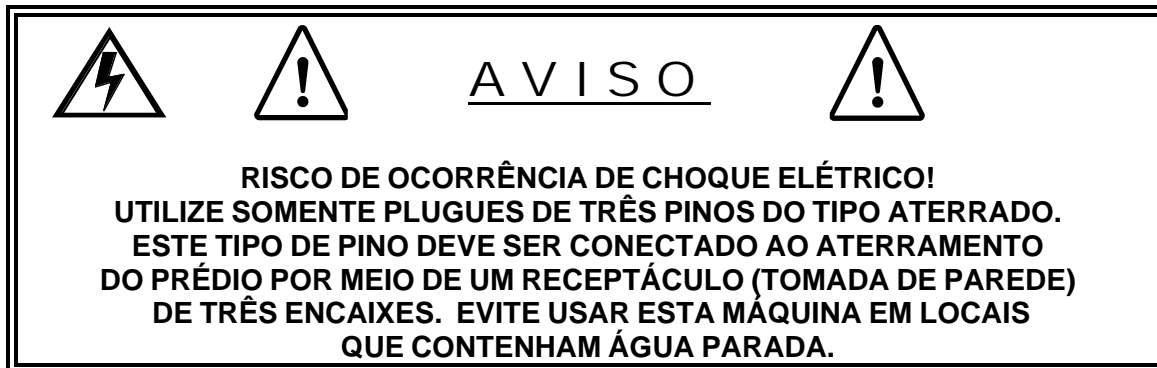 AVISO
RISCO DE OCORRÊNCIA DE CHOQUE ELÉTRICO!
UTILIZE SOMENTE PLUGUES DE TRÊS PINOS DO TIPO ATERRADO.
ESTE TIPO DE PINO DEVE SER CONECTADO AO ATERRAMENTO
DO PRÉDIO POR MEIO DE UM RECEPTÁCULO (TOMADA DE PAREDE)
DE TRÊS ENCAIXES. EVITE USAR ESTA MÁQUINA EM LOCAIS
QUE CONTENHAM ÁGUA PARADA.